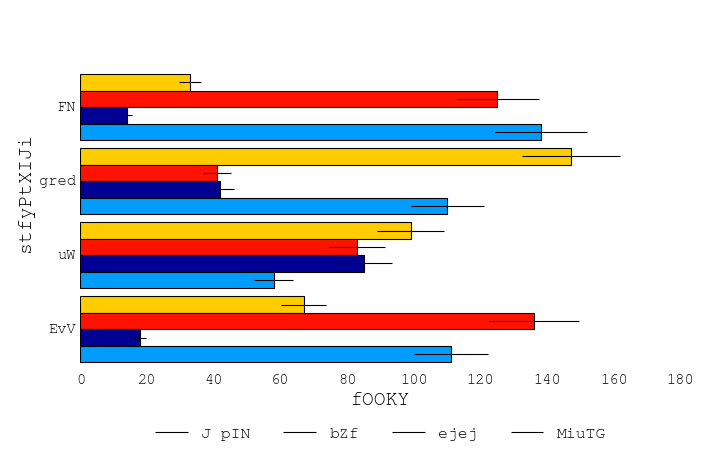 stfyPtXIJi
FN
gred
uW
EvV
0 20 40 60 80 100 120 140 160 180
fOOKY
J pIN bZf ejej MiuTG